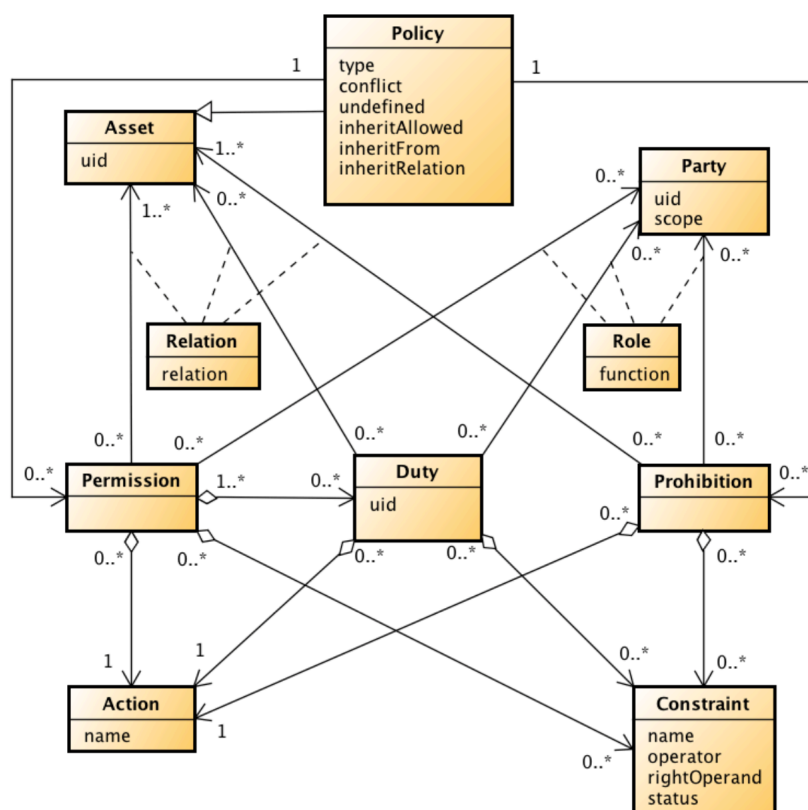 Policy
type
conflict
undefined
inheritAllowed
inheritFrom
inheritRelation
1
1
Asset
uid
1..*
0..*
1..*
Party
uid
scope
0..*
0..*
0..*
Relation
relation
Role
function
0..*
0..*
0..*
0..*
0..*
0..*
0..*
0..*
Permission
1..*
0..*
Duty
uid
0..*
Prohibition
0..*
0..*
0..*
0..*
0..*
0..*
1
1
0..*
0..*
Action
name
1
0..*
Constraint
name
operator
rightOperand
status